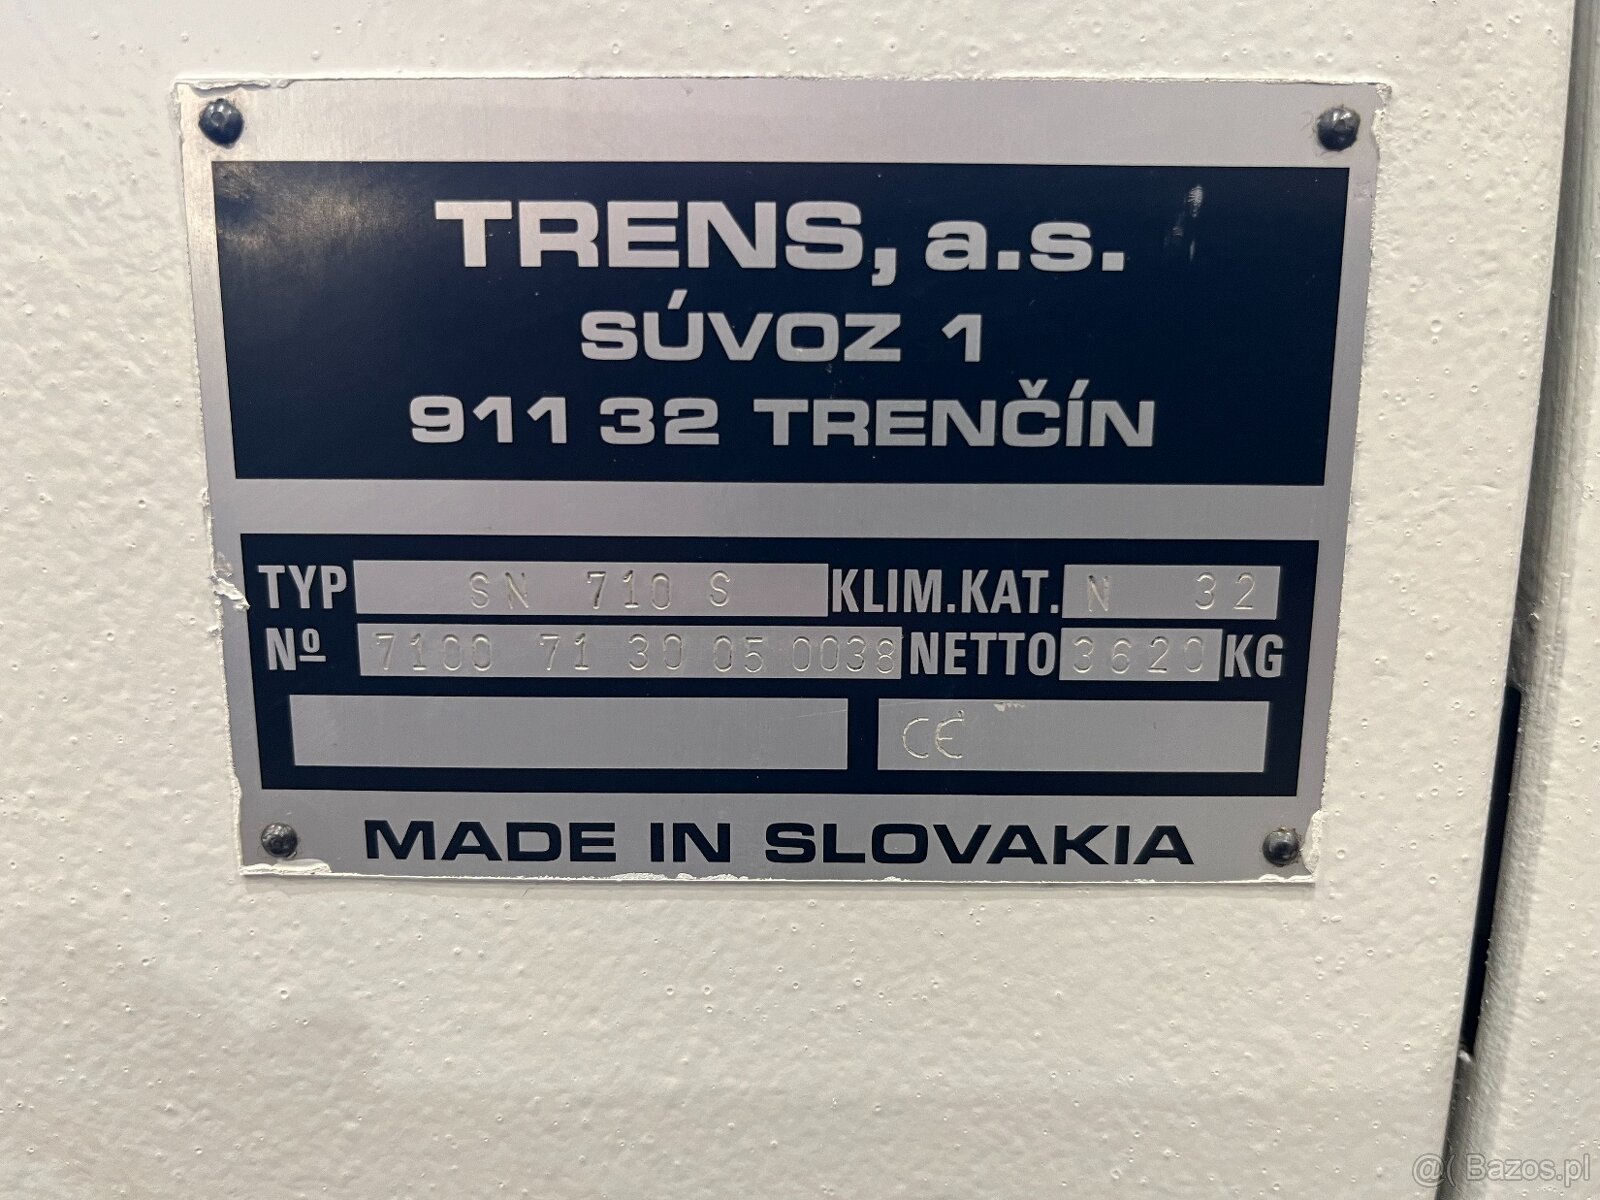 TRENS, a.s.
SÚVOZ 1
911 32 TRENČÍN
TYP SN 710 S KLIM.KAT. N 32
Nº 7100 71 30 05 0038 NETTO 3620 KG
CE
MADE IN SLOVAKIA
@( Bazos.pl